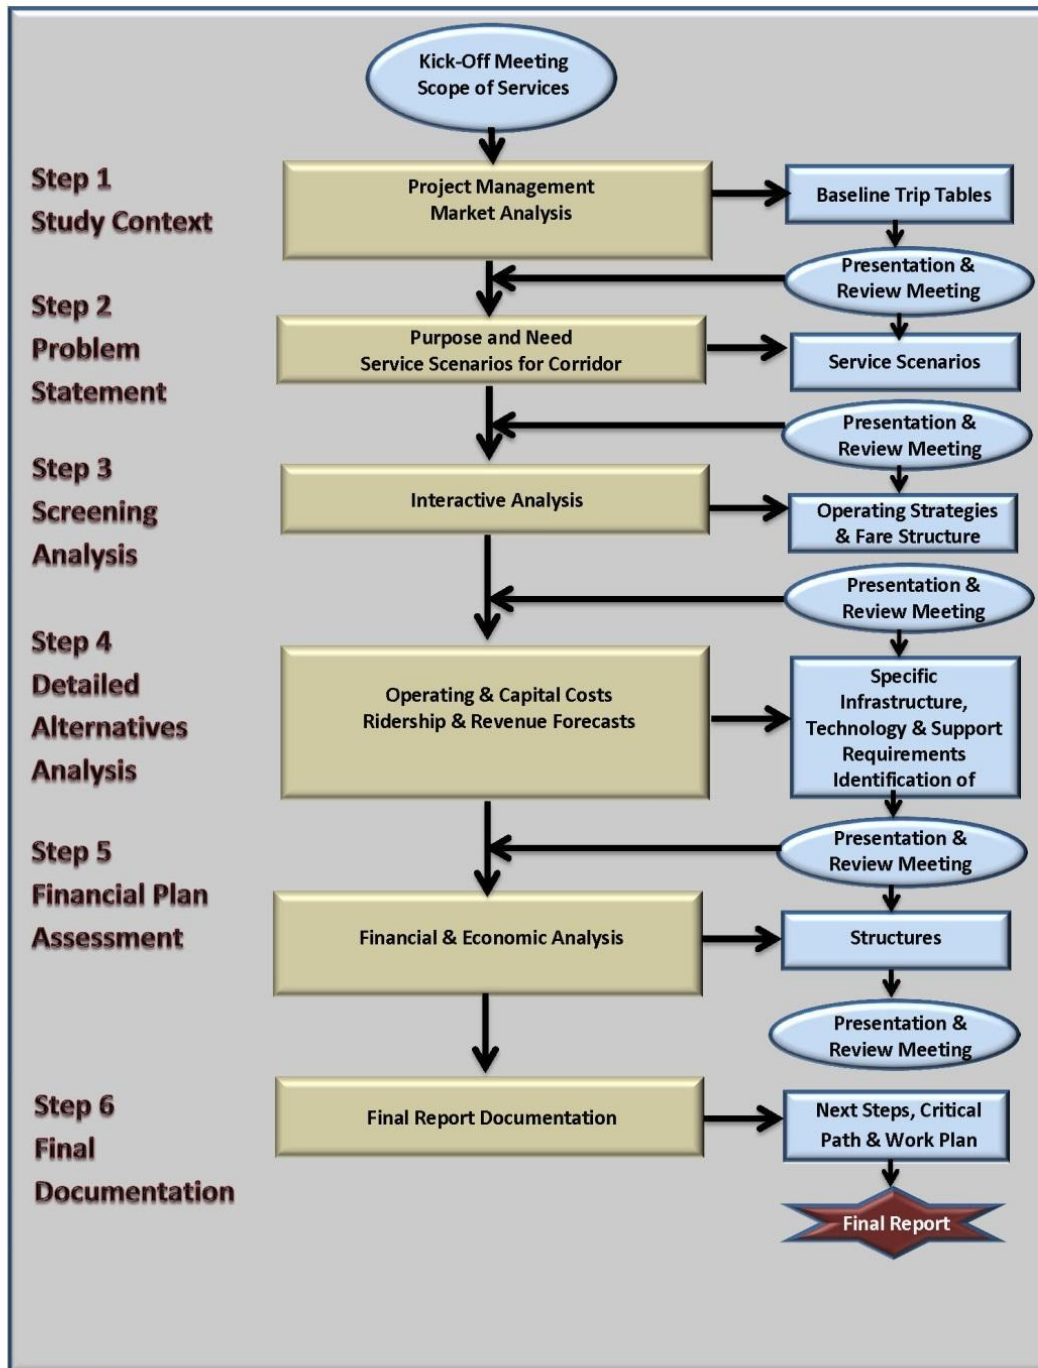 Kick-Off Meeting
Scope of Services
Step 1
Study Context
Project Management
Market Analysis
Baseline Trip Tables
Presentation &
Review Meeting
Step 2
Problem
Statement
Purpose and Need
Service Scenarios for Corridor
Service Scenarios
Presentation &
Review Meeting
Step 3
Screening
Analysis
Interactive Analysis
Operating Strategies
& Fare Structure
Presentation &
Review Meeting
Step 4
Detailed
Alternatives
Analysis
Operating & Capital Costs
Ridership & Revenue Forecasts
Specific
Infrastructure,
Technology & Support
Requirements
Identification of
Presentation &
Review Meeting
Step 5
Financial Plan
Assessment
Financial & Economic Analysis
Structures
Presentation &
Review Meeting
Step 6
Final
Documentation
Final Report Documentation
Next Steps, Critical
Path & Work Plan
Final Report